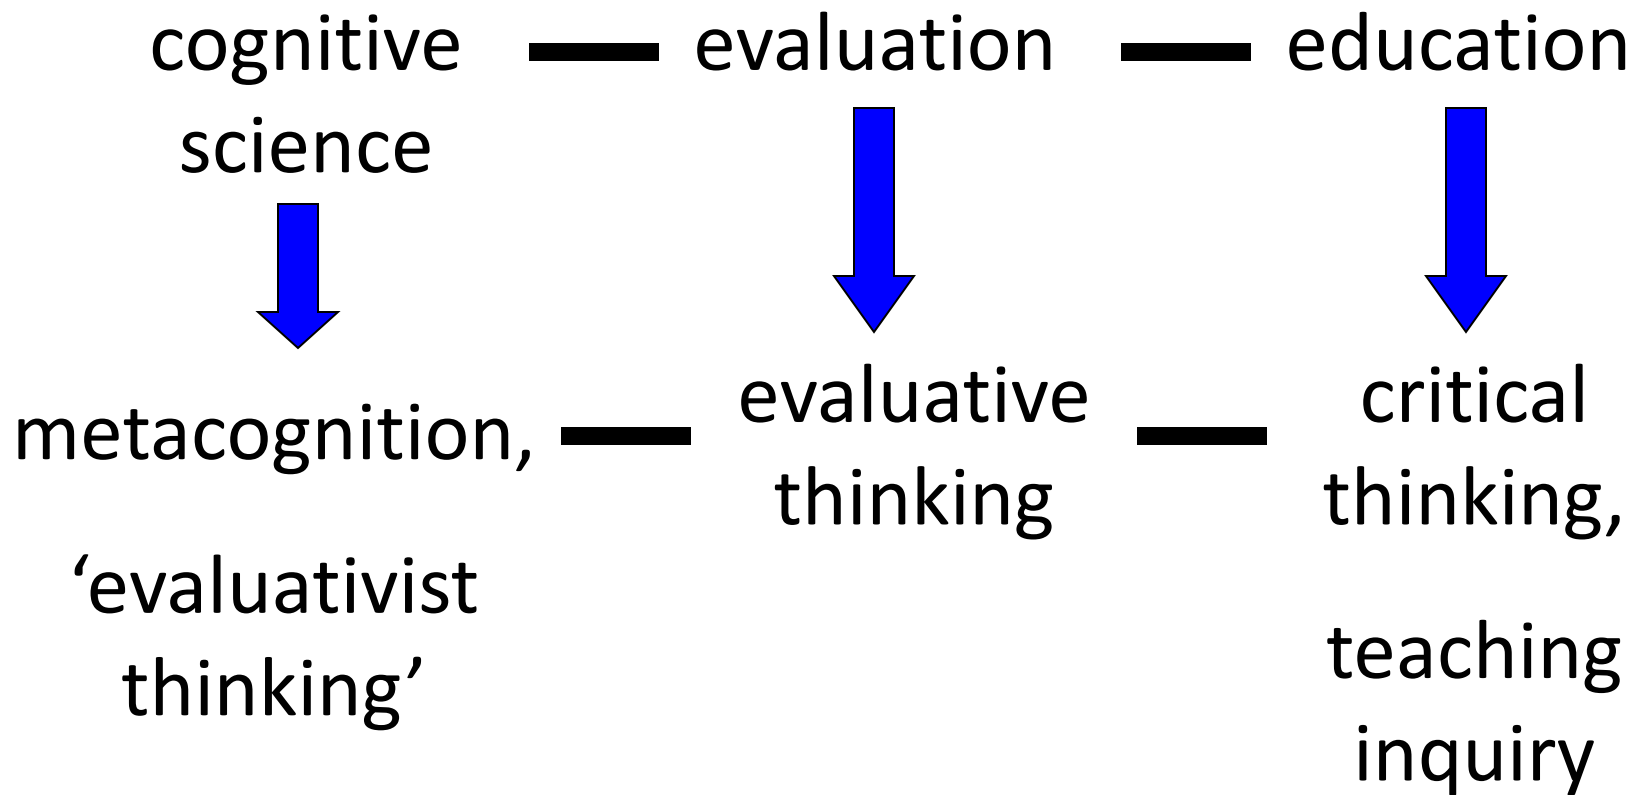 cognitive
science
evaluation
education
metacognition,
‘evaluativist
thinking’
evaluative
thinking
critical
thinking,
teaching
inquiry